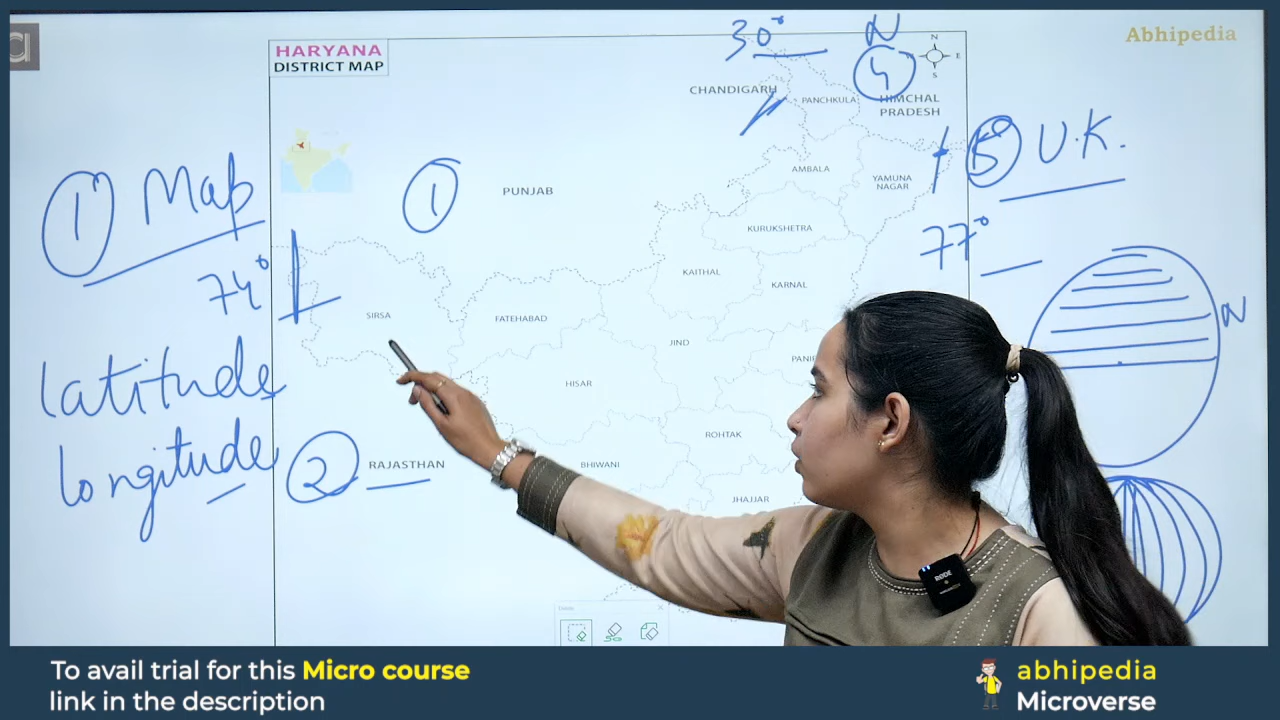 a
HARYANA
DISTRICT MAP
30°
N
4
N
E
S
Abhipedia
CHANDIGARH
PANCHKULA
HIMCHAL
PRADESH
5
U.K.
1
Map
1
PUNJAB
AMBALA
YAMUNA
NAGAR
KURUKSHETRA
77°
74°
KAITHAL
KARNAL
N
SIRSA
FATEHABAD
JIND
PANIP
latitude
HISAR
longitude
2
RAJASTHAN
BHIWANI
ROHTAK
JHAJJAR
RØDE
To avail trial for this Micro course
link in the description
abhipedia
Microverse